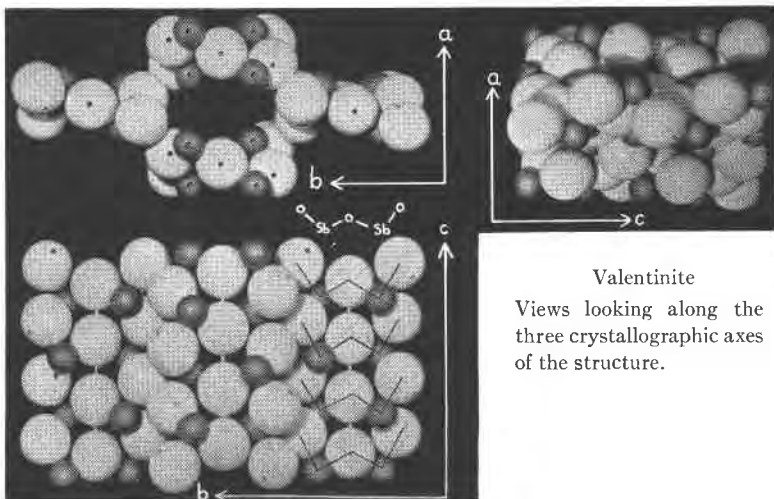 a
b
a
c
O O O
Sb Sb
c
b
Valentinite
Views looking along the
three crystallographic axes
of the structure.